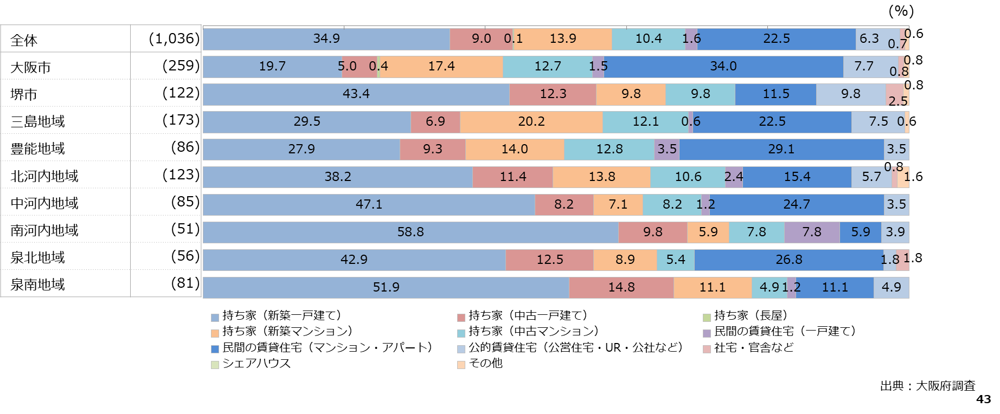 (%)
全体 (1,036) 34.9 9.0 0.1 13.9 10.4 1.6 22.5 6.3 0.7 0.6
大阪市 (259) 19.7 5.0 0.4 17.4 12.7 1.5 34.0 7.7 0.8 0.8
堺市 (122) 43.4 12.3 9.8 9.8 11.5 9.8 2.5 0.8
三島地域 (173) 29.5 6.9 20.2 12.1 0.6 22.5 7.5 0.6
豊能地域 (86) 27.9 9.3 14.0 12.8 3.5 29.1 3.5
北河内地域 (123) 38.2 11.4 13.8 10.6 2.4 15.4 5.7 0.8 1.6
中河内地域 (85) 47.1 8.2 7.1 8.2 1.2 24.7 3.5
南河内地域 (51) 58.8 9.8 5.9 7.8 7.8 5.9 3.9
泉北地域 (56) 42.9 12.5 8.9 5.4 26.8 1.8 1.8
泉南地域 (81) 51.9 14.8 11.1 4.9 1.2 11.1 4.9
持ち家（新築一戸建て） 持ち家（中古一戸建て） 持ち家（長屋）
持ち家（新築マンション） 持ち家（中古マンション） 民間の賃貸住宅（一戸建て）
民間の賃貸住宅（マンション・アパート） 公的賃貸住宅（公営住宅・UR・公社など） 社宅・官舎など
シェアハウス その他
出典：大阪府調査
43